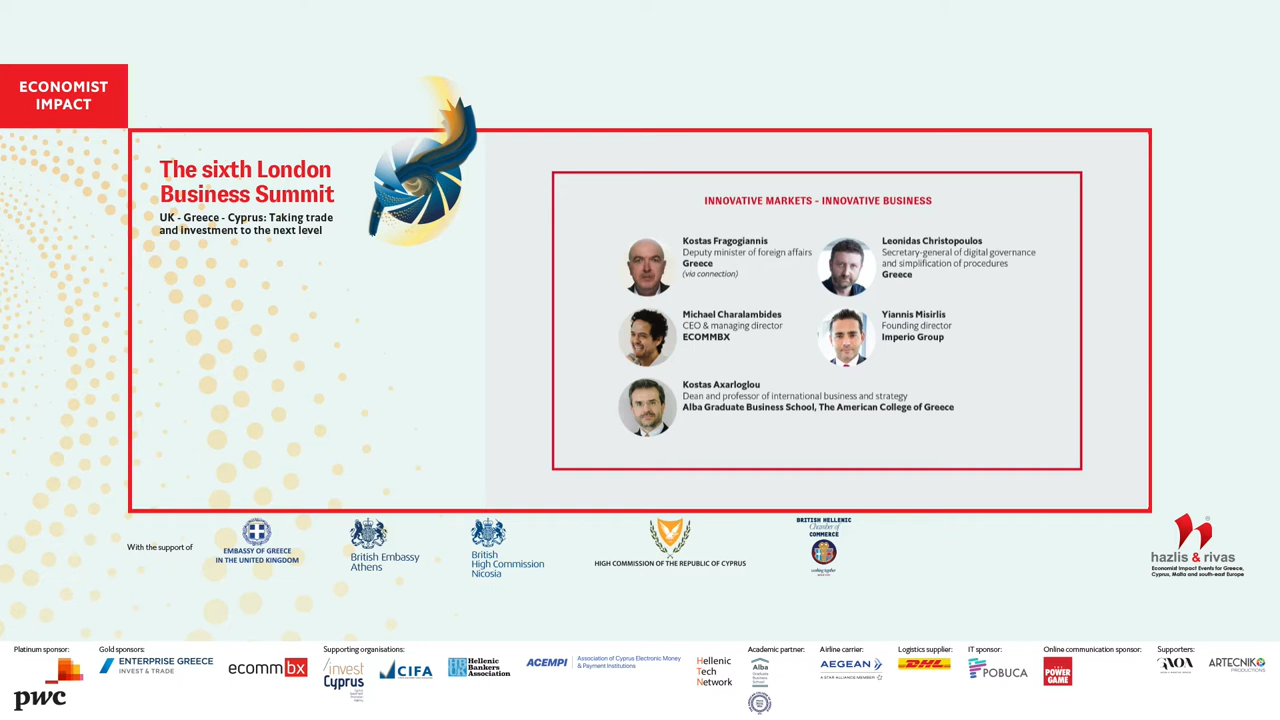 ECONOMIST
IMPACT
The sixth London
Business Summit
UK - Greece - Cyprus: Taking trade
and investment to the next level
INNOVATIVE MARKETS - INNOVATIVE BUSINESS
Kostas Fragogiannis
Deputy minister of foreign affairs
Greece
(via connection)
Leonidas Christopoulos
Secretary-general of digital governance
and simplification of procedures
Greece
Michael Charalambides
CEO & managing director
ECOMMBX
Yiannis Misirlis
Founding director
Imperio Group
Kostas Axarloglou
Dean and professor of international business and strategy
Alba Graduate Business School, The American College of Greece
With the support of
EMBASSY OF GREECE
IN THE UNITED KINGDOM
British Embassy
Athens
British
High Commission
Nicosia
HIGH COMMISSION OF THE REPUBLIC OF CYPRUS
BRITISH HELLENIC
Chamber of
COMMERCE
hazlis & rivas
Economist Impact Events for Greece,
Cyprus, Malta and south-east Europe
Platinum sponsor:
pwc
Gold sponsors:
ENTERPRISE GREECE
INVEST & TRADE
ecommbx
Supporting organisations:
invest
Cyprus
CIFA
Hellenic
Bankers
Association
ACEMPI
Association of Cyprus Electronic Money
& Payment Institutions
Hellenic
Tech
Network
Academic partner:
Alba
Graduate
Business
School
Airline carrier:
AEGEAN
A STAR ALLIANCE MEMBER
Logistics supplier:
DHL
IT sponsor:
POBUCA
Online communication sponsor:
THE
POWER
GAME
Supporters:
ARTECNIKO
PRODUCTIONS